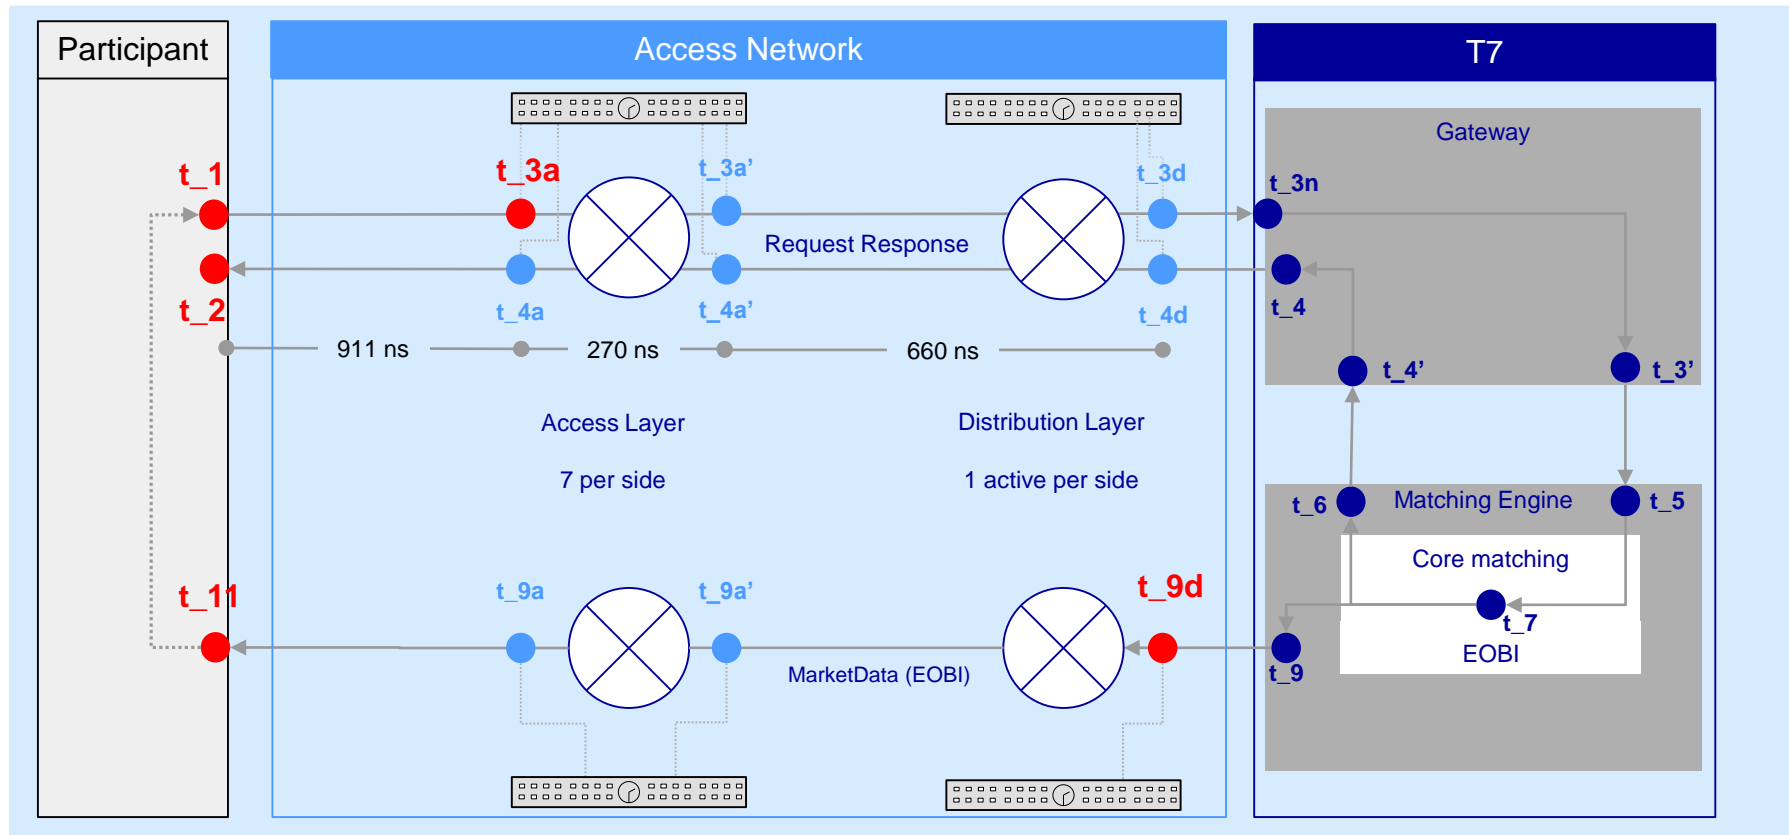 Participant
Access Network
T7
Gateway
t_1
t_3a
t_3a’
t_3d
t_3n
Request Response
t_2
t_4a
t_4a’
t_4d
t_4
911 ns
270 ns
660 ns
t_4’
t_3’
Access Layer
Distribution Layer
7 per side
1 active per side
t_6
Matching Engine
t_5
Core matching
t_11
t_9a
t_9a’
t_9d
t_7
EOBI
MarketData (EOBI)
t_9